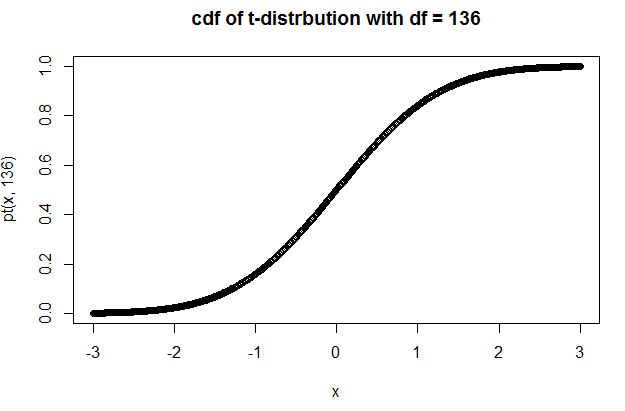 cdf of t-distrbution with df = 136
pt(x, 136)
1.0
0.8
0.6
0.4
0.2
0.0
-3 -2 -1 0 1 2 3
x